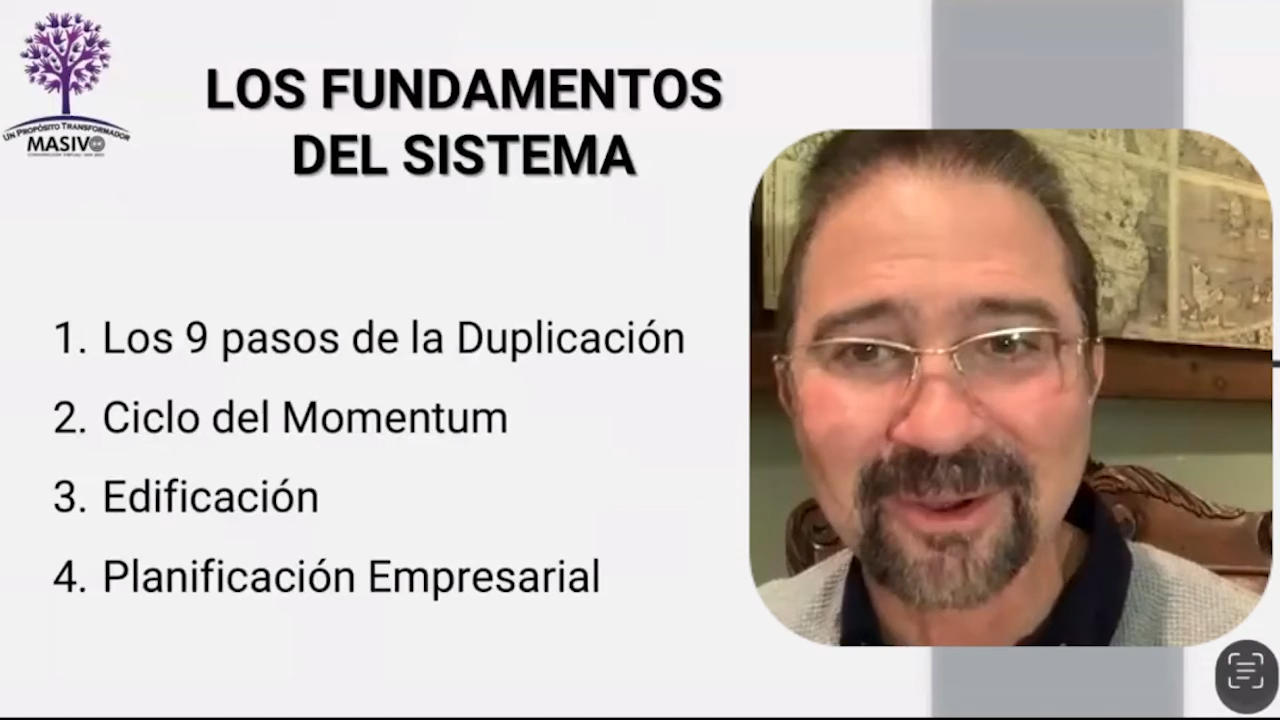 UN PROPÓSITO TRANSFORMADOR
MASIVO
LOS FUNDAMENTOS
DEL SISTEMA
1. Los 9 pasos de la Duplicación
2. Ciclo del Momentum
3. Edificación
4. Planificación Empresarial